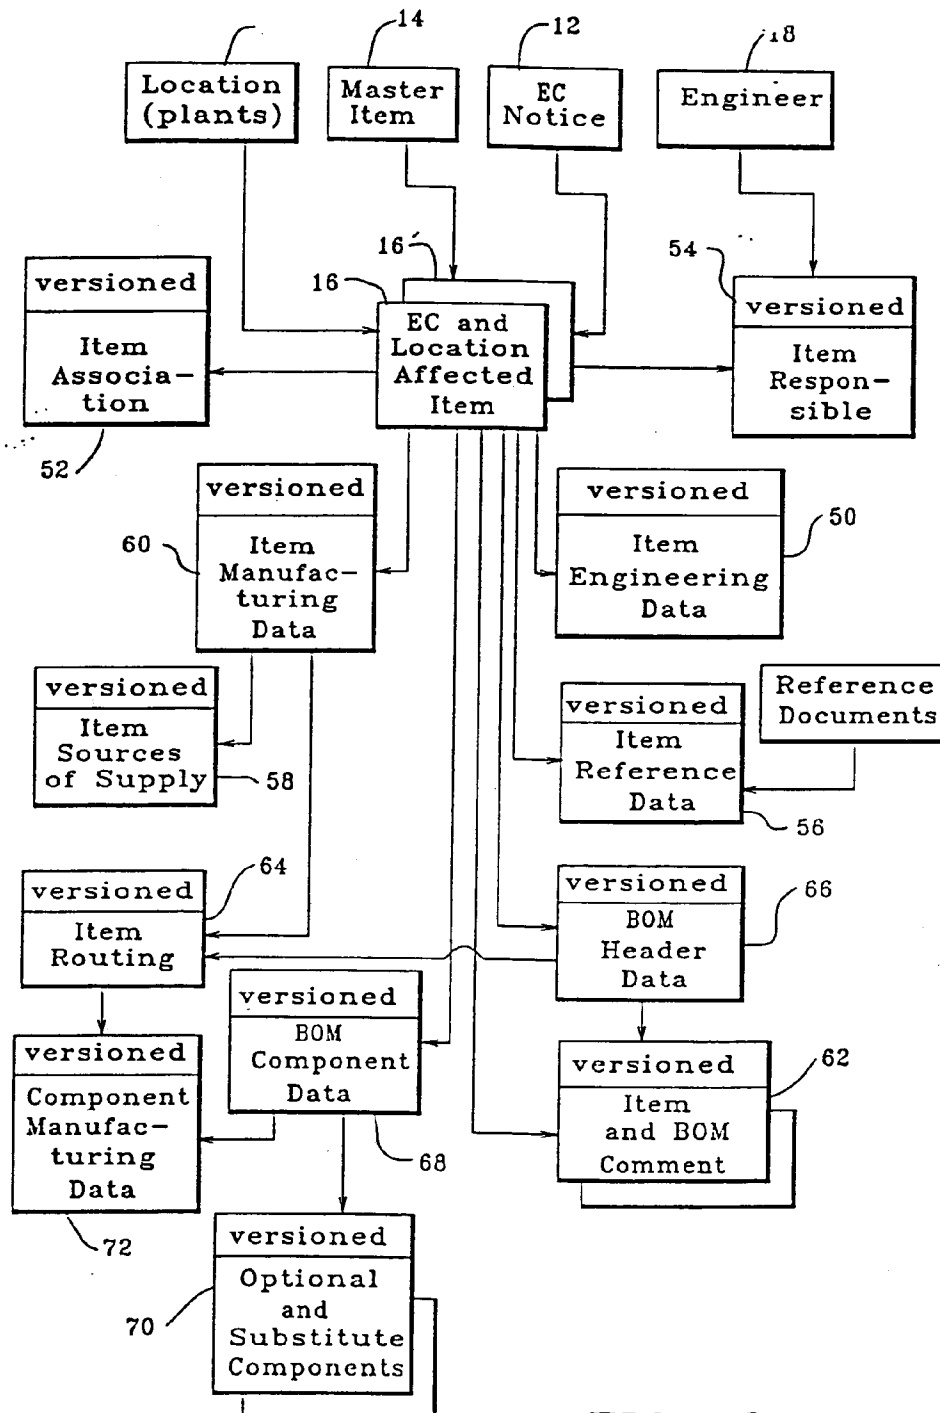 14
12
18
Location
(plants)
Master
Item
EC
Notice
Engineer
16
16
54
versioned
Item
Associa-
tion
52
EC and
Location
Affected
Item
versioned
Item
Respon-
sible
versioned
Item
Manufac-
turing
Data
60
versioned
Item
Engineering
Data
50
versioned
Item
Sources
of Supply
58
versioned
Item
Reference
Data
56
Reference
Documents
64
versioned
Item
Routing
versioned
BOM
Header
Data
66
versioned
BOM
Component
Data
68
versioned
Component
Manufac-
turing
Data
72
versioned
Item
and BOM
Comment
62
versioned
Optional
and
Substitute
Components
70